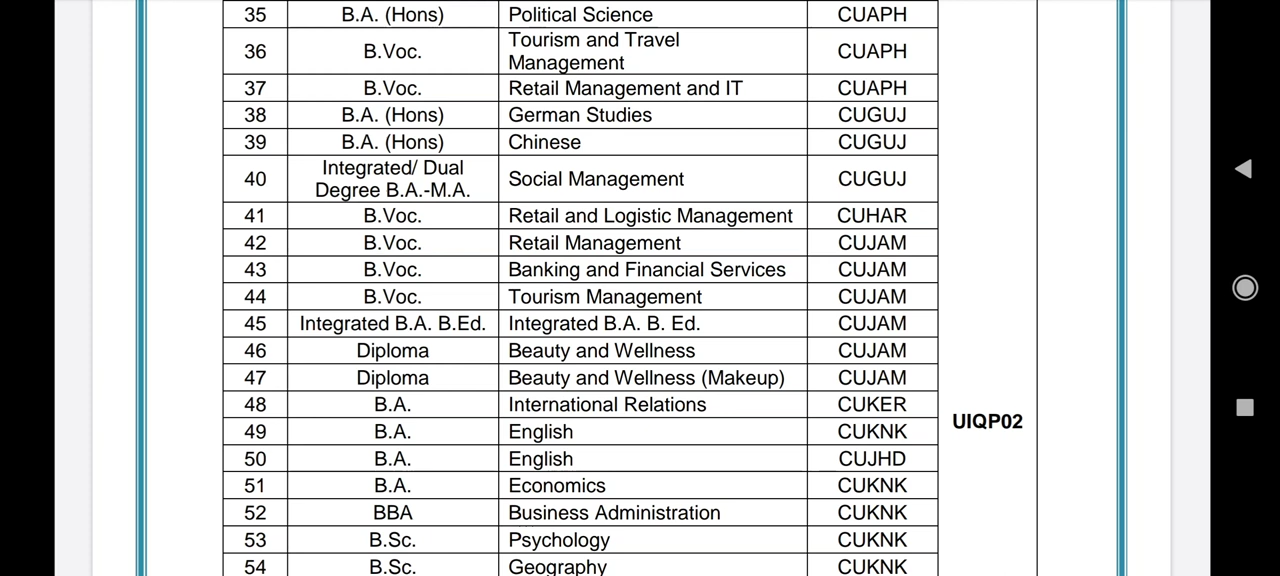 35 B.A. (Hons) Political Science CUAPH
36 B.Voc. Tourism and Travel Management CUAPH
37 B.Voc. Retail Management and IT CUAPH
38 B.A. (Hons) German Studies CUGUJ
39 B.A. (Hons) Chinese CUGUJ
40 Integrated/ Dual Degree B.A.-M.A. Social Management CUGUJ
41 B.Voc. Retail and Logistic Management CUHAR
42 B.Voc. Retail Management CUJAM
43 B.Voc. Banking and Financial Services CUJAM
44 B.Voc. Tourism Management CUJAM
45 Integrated B.A. B.Ed. Integrated B.A. B. Ed. CUJAM
46 Diploma Beauty and Wellness CUJAM
47 Diploma Beauty and Wellness (Makeup) CUJAM
48 B.A. International Relations CUKER
UIQP02
49 B.A. English CUKNK
50 B.A. English CUJHD
51 B.A. Economics CUKNK
52 BBA Business Administration CUKNK
53 B.Sc. Psychology CUKNK
54 B.Sc. Geography CUKNK